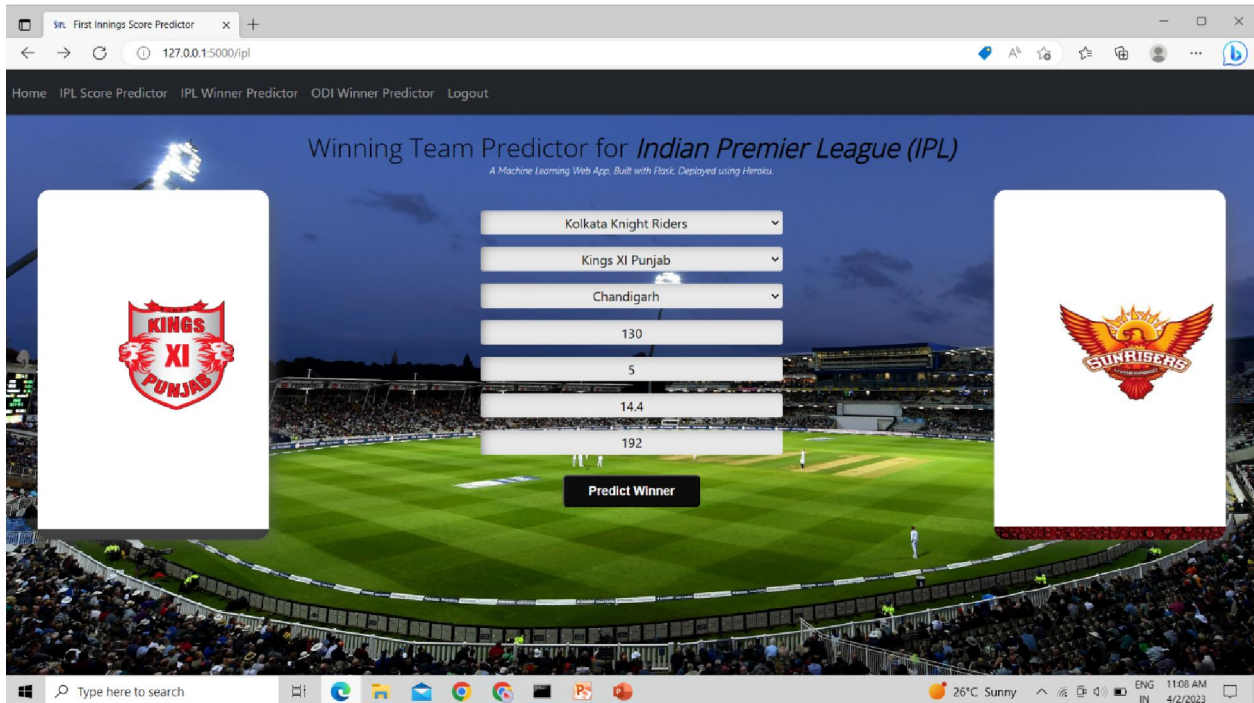 First Innings Score Predictor
127.0.0.1:5000/ipl
Home IPL Score Predictor IPL Winner Predictor ODI Winner Predictor Logout
Winning Team Predictor for Indian Premier League (IPL)
A Machine Learning Web App, Built with Flask, Deployed using Heroku.
Kolkata Knight Riders
Kings XI Punjab
Chandigarh
130
5
14.4
192
Predict Winner
KINGS
XI
PUNJAB
SUNRISERS
Type here to search
26°C Sunny
ENG
IN
11:08 AM
4/2/2023